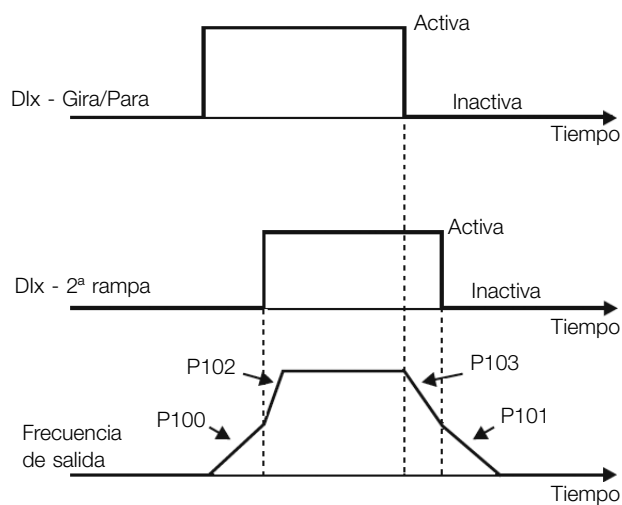 Activa
DIx - Gira/Para
Inactiva
Tiempo
Activa
DIx - 2ª rampa
Inactiva
Tiempo
P102
P103
P100
P101
Frecuencia
de salida
Tiempo